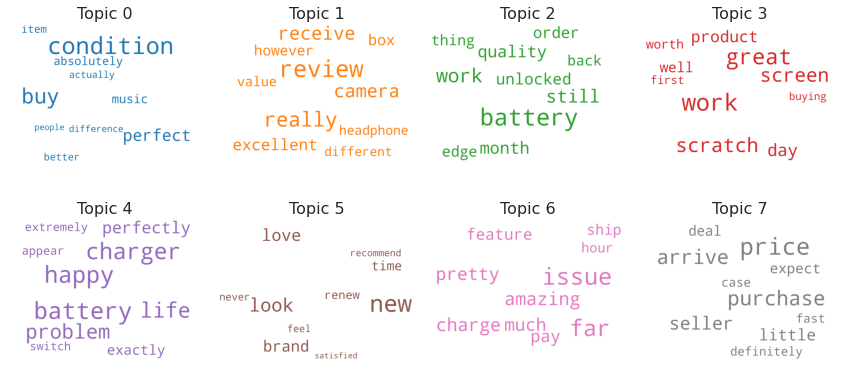 Topic 0
item
condition
absolutely
actually
buy
music
people difference
perfect
better
Topic 1
receive
box
however
review
value
camera
really
headphone
excellent
different
Topic 2
order
thing
quality
back
work
unlocked
still
battery
edge
month
Topic 3
product
worth
great
well
screen
first
buying
work
scratch
day
Topic 4
extremely
perfectly
appear
charger
happy
battery
life
problem
switch
exactly
Topic 5
love
recommend
time
never
look
renew
new
feel
brand
satisfied
Topic 6
ship
feature
hour
pretty
issue
amazing
charge
much
far
pay
Topic 7
deal
price
arrive
expect
case
purchase
seller
fast
little
definitely